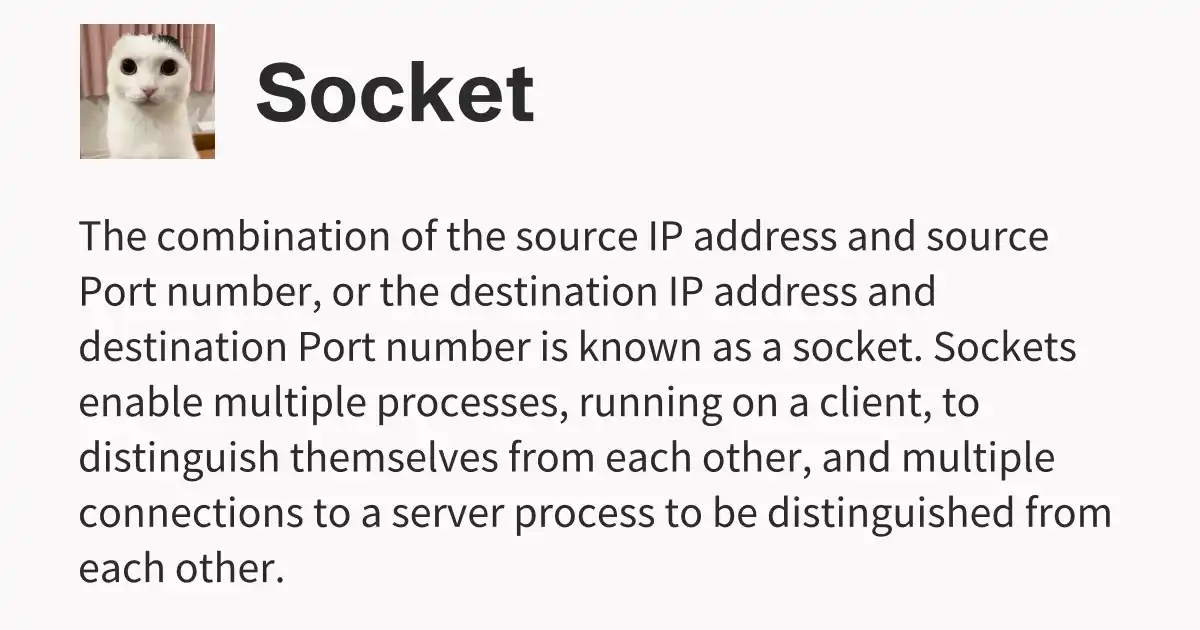 Socket
The combination of the source IP address and source
Port number, or the destination IP address and
destination Port number is known as a socket. Sockets
enable multiple processes, running on a client, to
distinguish themselves from each other, and multiple
connections to a server process to be distinguished from
each other.